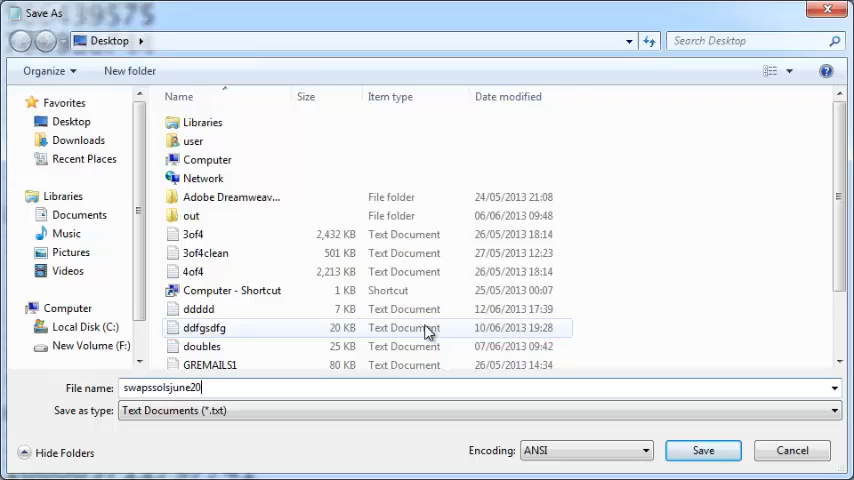 Save As
Desktop
Search Desktop
Organize
New folder
Name Size Item type Date modified
Favorites
Desktop
Downloads
Recent Places
Libraries
Documents
Music
Pictures
Videos
Computer
Local Disk (C:)
New Volume (F:)
Libraries
user
Computer
Network
Adobe Dreamweav... File folder 24/05/2013 21:08
out File folder 06/06/2013 09:48
3of4 2,432 KB Text Document 26/05/2013 18:14
3of4clean 501 KB Text Document 27/05/2013 12:23
4of4 2,213 KB Text Document 26/05/2013 18:14
Computer - Shortcut 1 KB Shortcut 25/05/2013 00:07
ddddd 7 KB Text Document 12/06/2013 17:39
ddfgsdfg 20 KB Text Document 10/06/2013 19:28
doubles 25 KB Text Document 07/06/2013 09:42
GREMAILS1 80 KB Text Document 26/05/2013 14:34
File name: swapssolsjune20
Save as type: Text Documents (*.txt)
Hide Folders
Encoding: ANSI
Save
Cancel